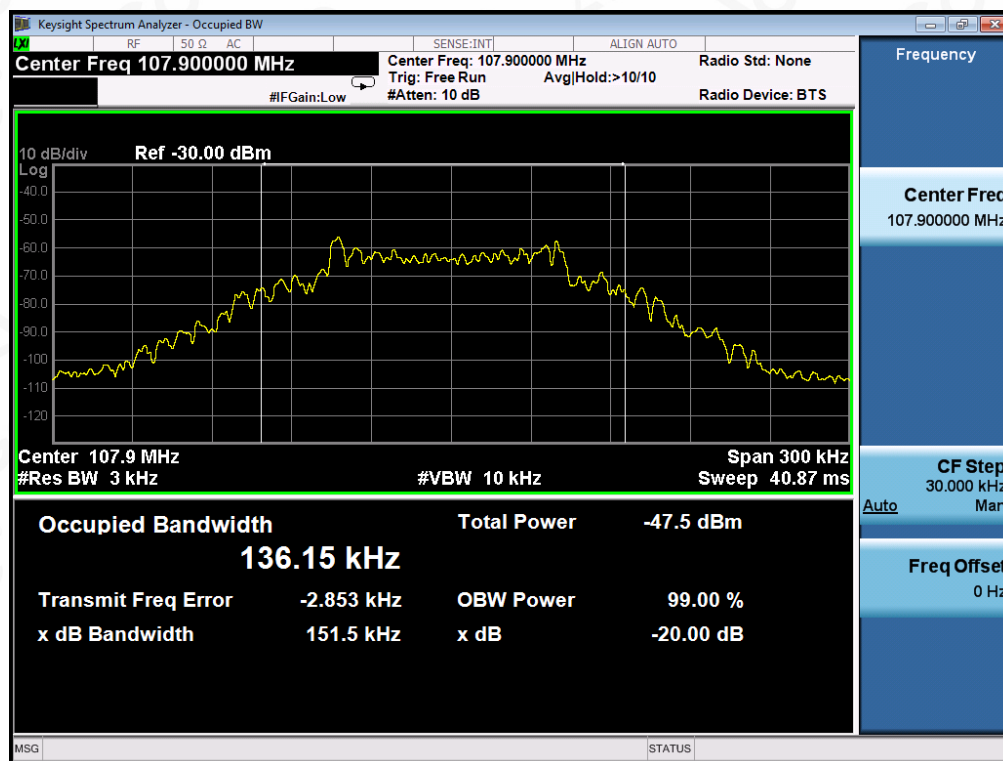 Keysight Spectrum Analyzer - Occupied BW
LXI RF 50 Ω AC SENSE:INT ALIGN AUTO
Center Freq 107.900000 MHz
#IFGain:Low
Center Freq: 107.900000 MHz
Trig: Free Run Avg|Hold:>10/10
#Atten: 10 dB
Radio Std: None
Radio Device: BTS
10 dB/div Ref -30.00 dBm
Log
-40.0
-50.0
-60.0
-70.0
-80.0
-90.0
-100
-110
-120
Center 107.9 MHz Span 300 kHz
#Res BW 3 kHz #VBW 10 kHz Sweep 40.87 ms
Occupied Bandwidth Total Power -47.5 dBm
136.15 kHz
Transmit Freq Error -2.853 kHz OBW Power 99.00 %
x dB Bandwidth 151.5 kHz x dB -20.00 dB
Frequency
Center Freq
107.900000 MHz
CF Step
30.000 kHz
Auto Man
Freq Offset
0 Hz
MSG STATUS